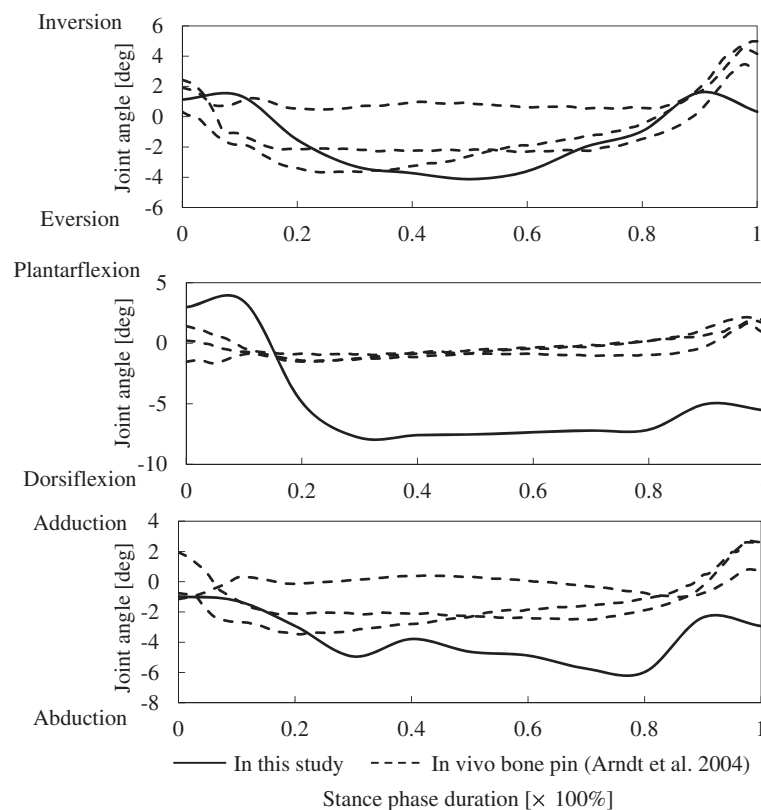 Inversion
Joint angle [deg]
6
4
2
0
-2
-4
-6
Eversion
0 0.2 0.4 0.6 0.8 1
Plantarflexion
Joint angle [deg]
5
0
-5
-10
Dorsiflexion
0 0.2 0.4 0.6 0.8
Adduction
Joint angle [deg]
4
2
0
-2
-4
-6
-8
Abduction
0 0.2 0.4 0.6 0.8 1
In this study In vivo bone pin (Arndt et al. 2004)
Stance phase duration [× 100%]